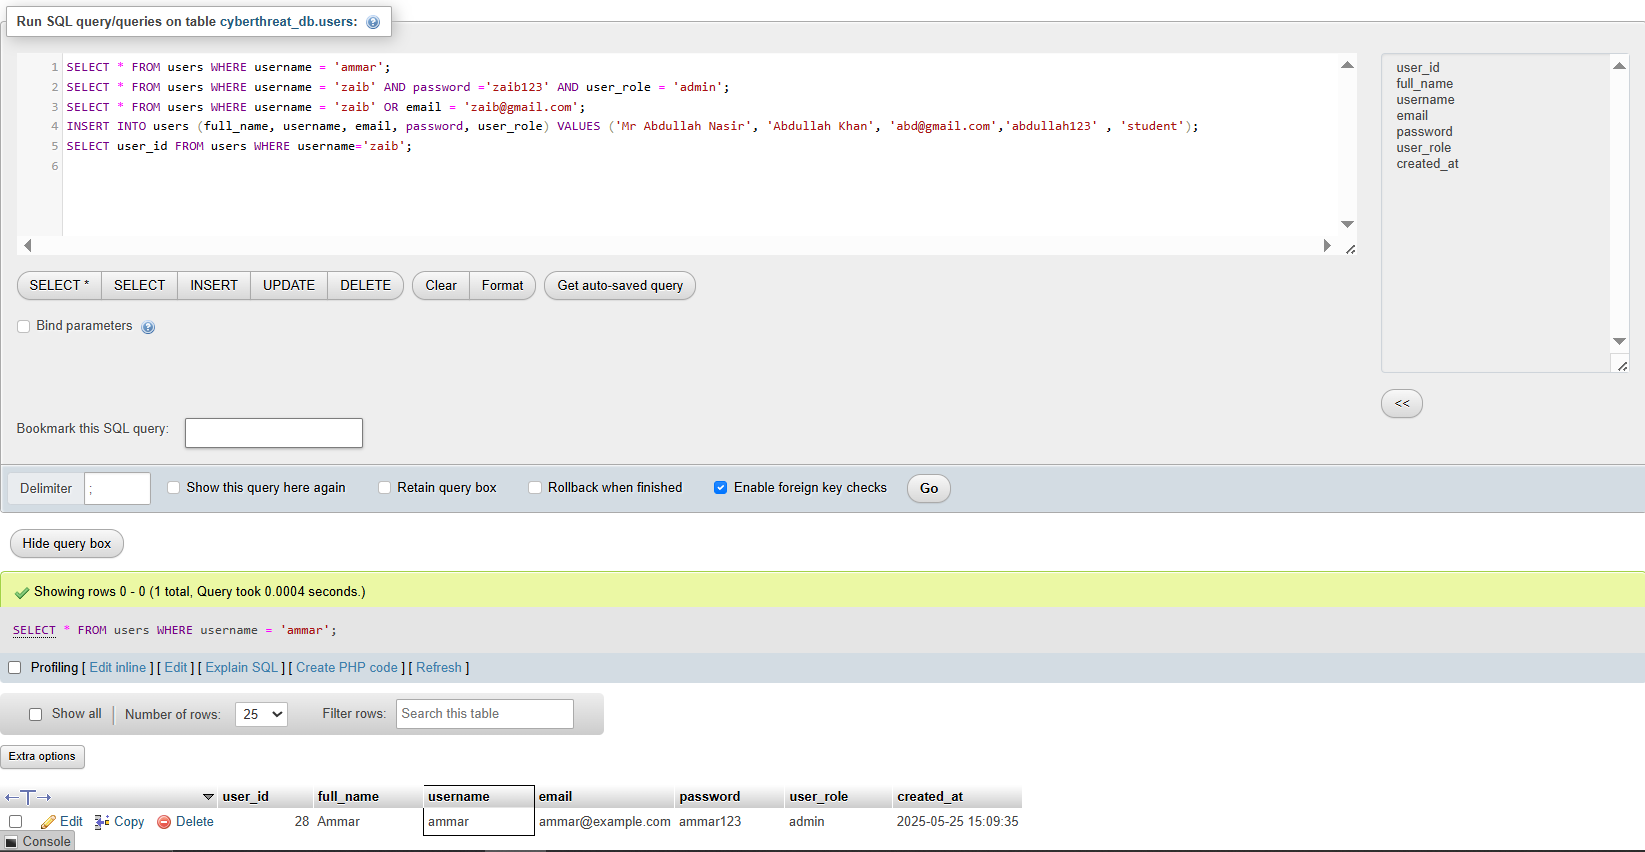 Run SQL query/queries on table cyberthreat_db.users:
1 SELECT * FROM users WHERE username = 'ammar';
2 SELECT * FROM users WHERE username = 'zaib' AND password ='zaib123' AND user_role = 'admin';
3 SELECT * FROM users WHERE username = 'zaib' OR email = 'zaib@gmail.com';
4 INSERT INTO users (full_name, username, email, password, user_role) VALUES ('Mr Abdullah Nasir', 'Abdullah Khan', 'abd@gmail.com','abdullah123' , 'student');
5 SELECT user_id FROM users WHERE username='zaib';
6
user_id
full_name
username
email
password
user_role
created_at
SELECT * SELECT INSERT UPDATE DELETE Clear Format Get auto-saved query
Bind parameters
<<
Bookmark this SQL query:
Delimiter ; Show this query here again Retain query box Rollback when finished Enable foreign key checks Go
Hide query box
Showing rows 0 - 0 (1 total, Query took 0.0004 seconds.)
SELECT * FROM users WHERE username = 'ammar';
Profiling [ Edit inline ] [ Edit ] [ Explain SQL ] [ Create PHP code ] [ Refresh ]
Show all Number of rows: 25 Filter rows: Search this table
Extra options
←T→ user_id full_name username email password user_role created_at
Edit Copy Delete 28 Ammar ammar ammar@example.com ammar123 admin 2025-05-25 15:09:35
Console